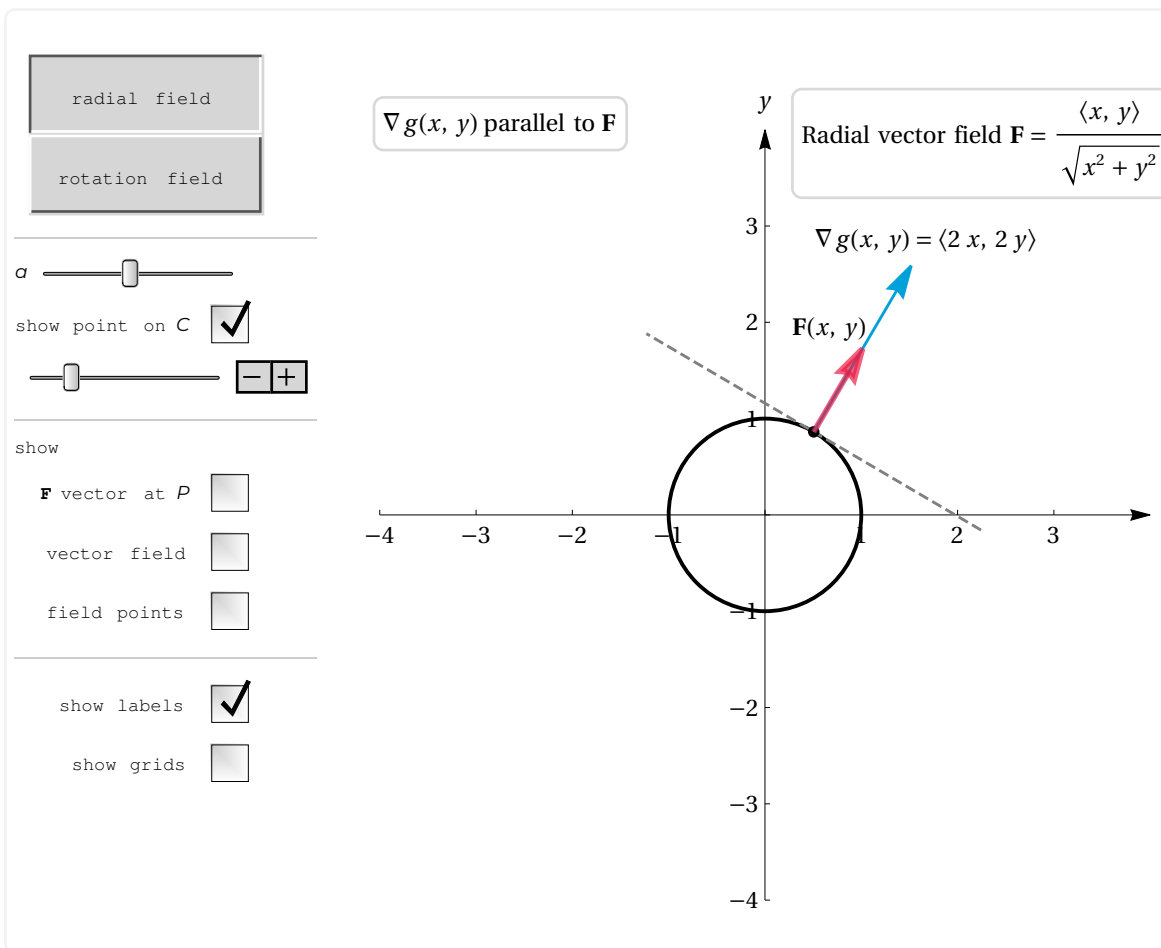 radial field
rotation field
a
show point on C
− +
show
F vector at P
vector field
field points
show labels
show grids
∇ g(x, y) parallel to F
Radial vector field F = ⟨x, y⟩ / √(x² + y²)
y
∇ g(x, y) = ⟨2 x, 2 y⟩
F(x, y)
3
2
1
−4 −3 −2 −1 1 2 3
−1
−2
−3
−4